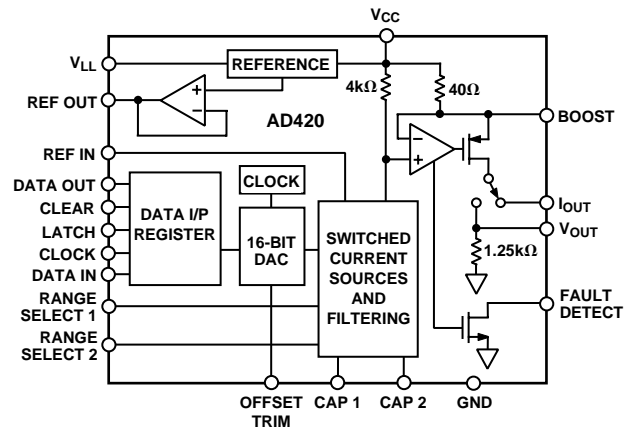 VCC
VLL
REFERENCE
4kΩ
40Ω
REF OUT
+
–
AD420
–
+
BOOST
REF IN
DATA OUT
CLEAR
LATCH
CLOCK
DATA IN
DATA I/P
REGISTER
CLOCK
16-BIT
DAC
SWITCHED
CURRENT
SOURCES
AND
FILTERING
IOUT
VOUT
1.25kΩ
RANGE
SELECT 1
RANGE
SELECT 2
FAULT
DETECT
OFFSET
TRIM
CAP 1
CAP 2
GND